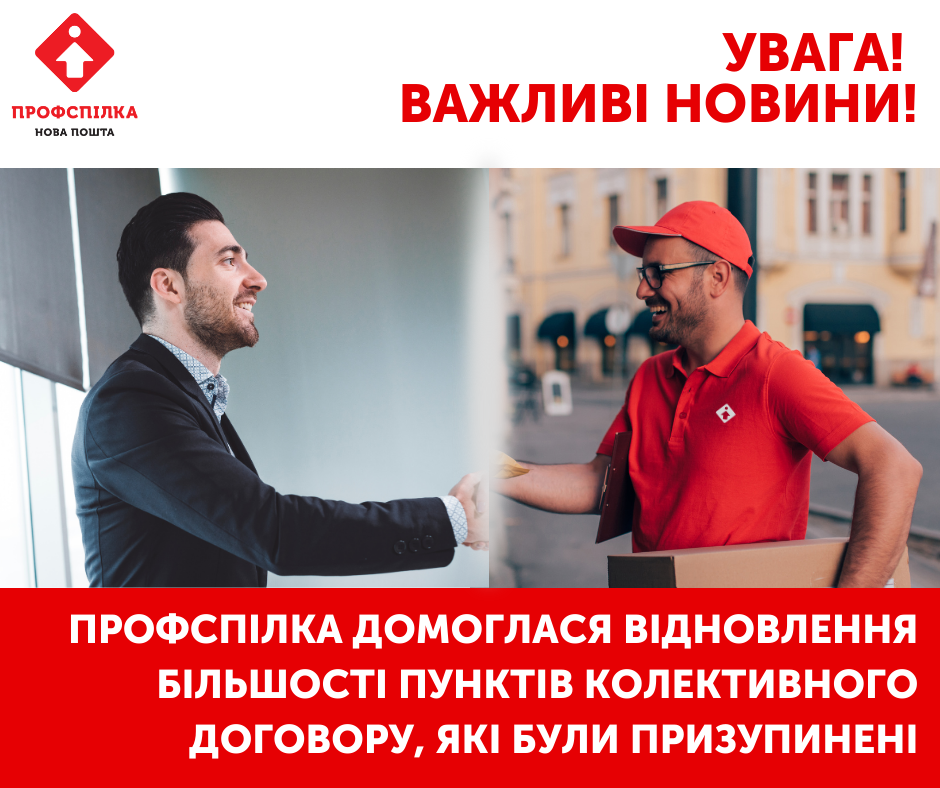 ПРОФСПІЛКА
НОВА ПОШТА
УВАГА!
ВАЖЛИВІ НОВИНИ!
ПРОФСПІЛКА ДОМОГЛАСЯ ВІДНОВЛЕННЯ
БІЛЬШОСТІ ПУНКТІВ КОЛЕКТИВНОГО
ДОГОВОРУ, ЯКІ БУЛИ ПРИЗУПИНЕНІ